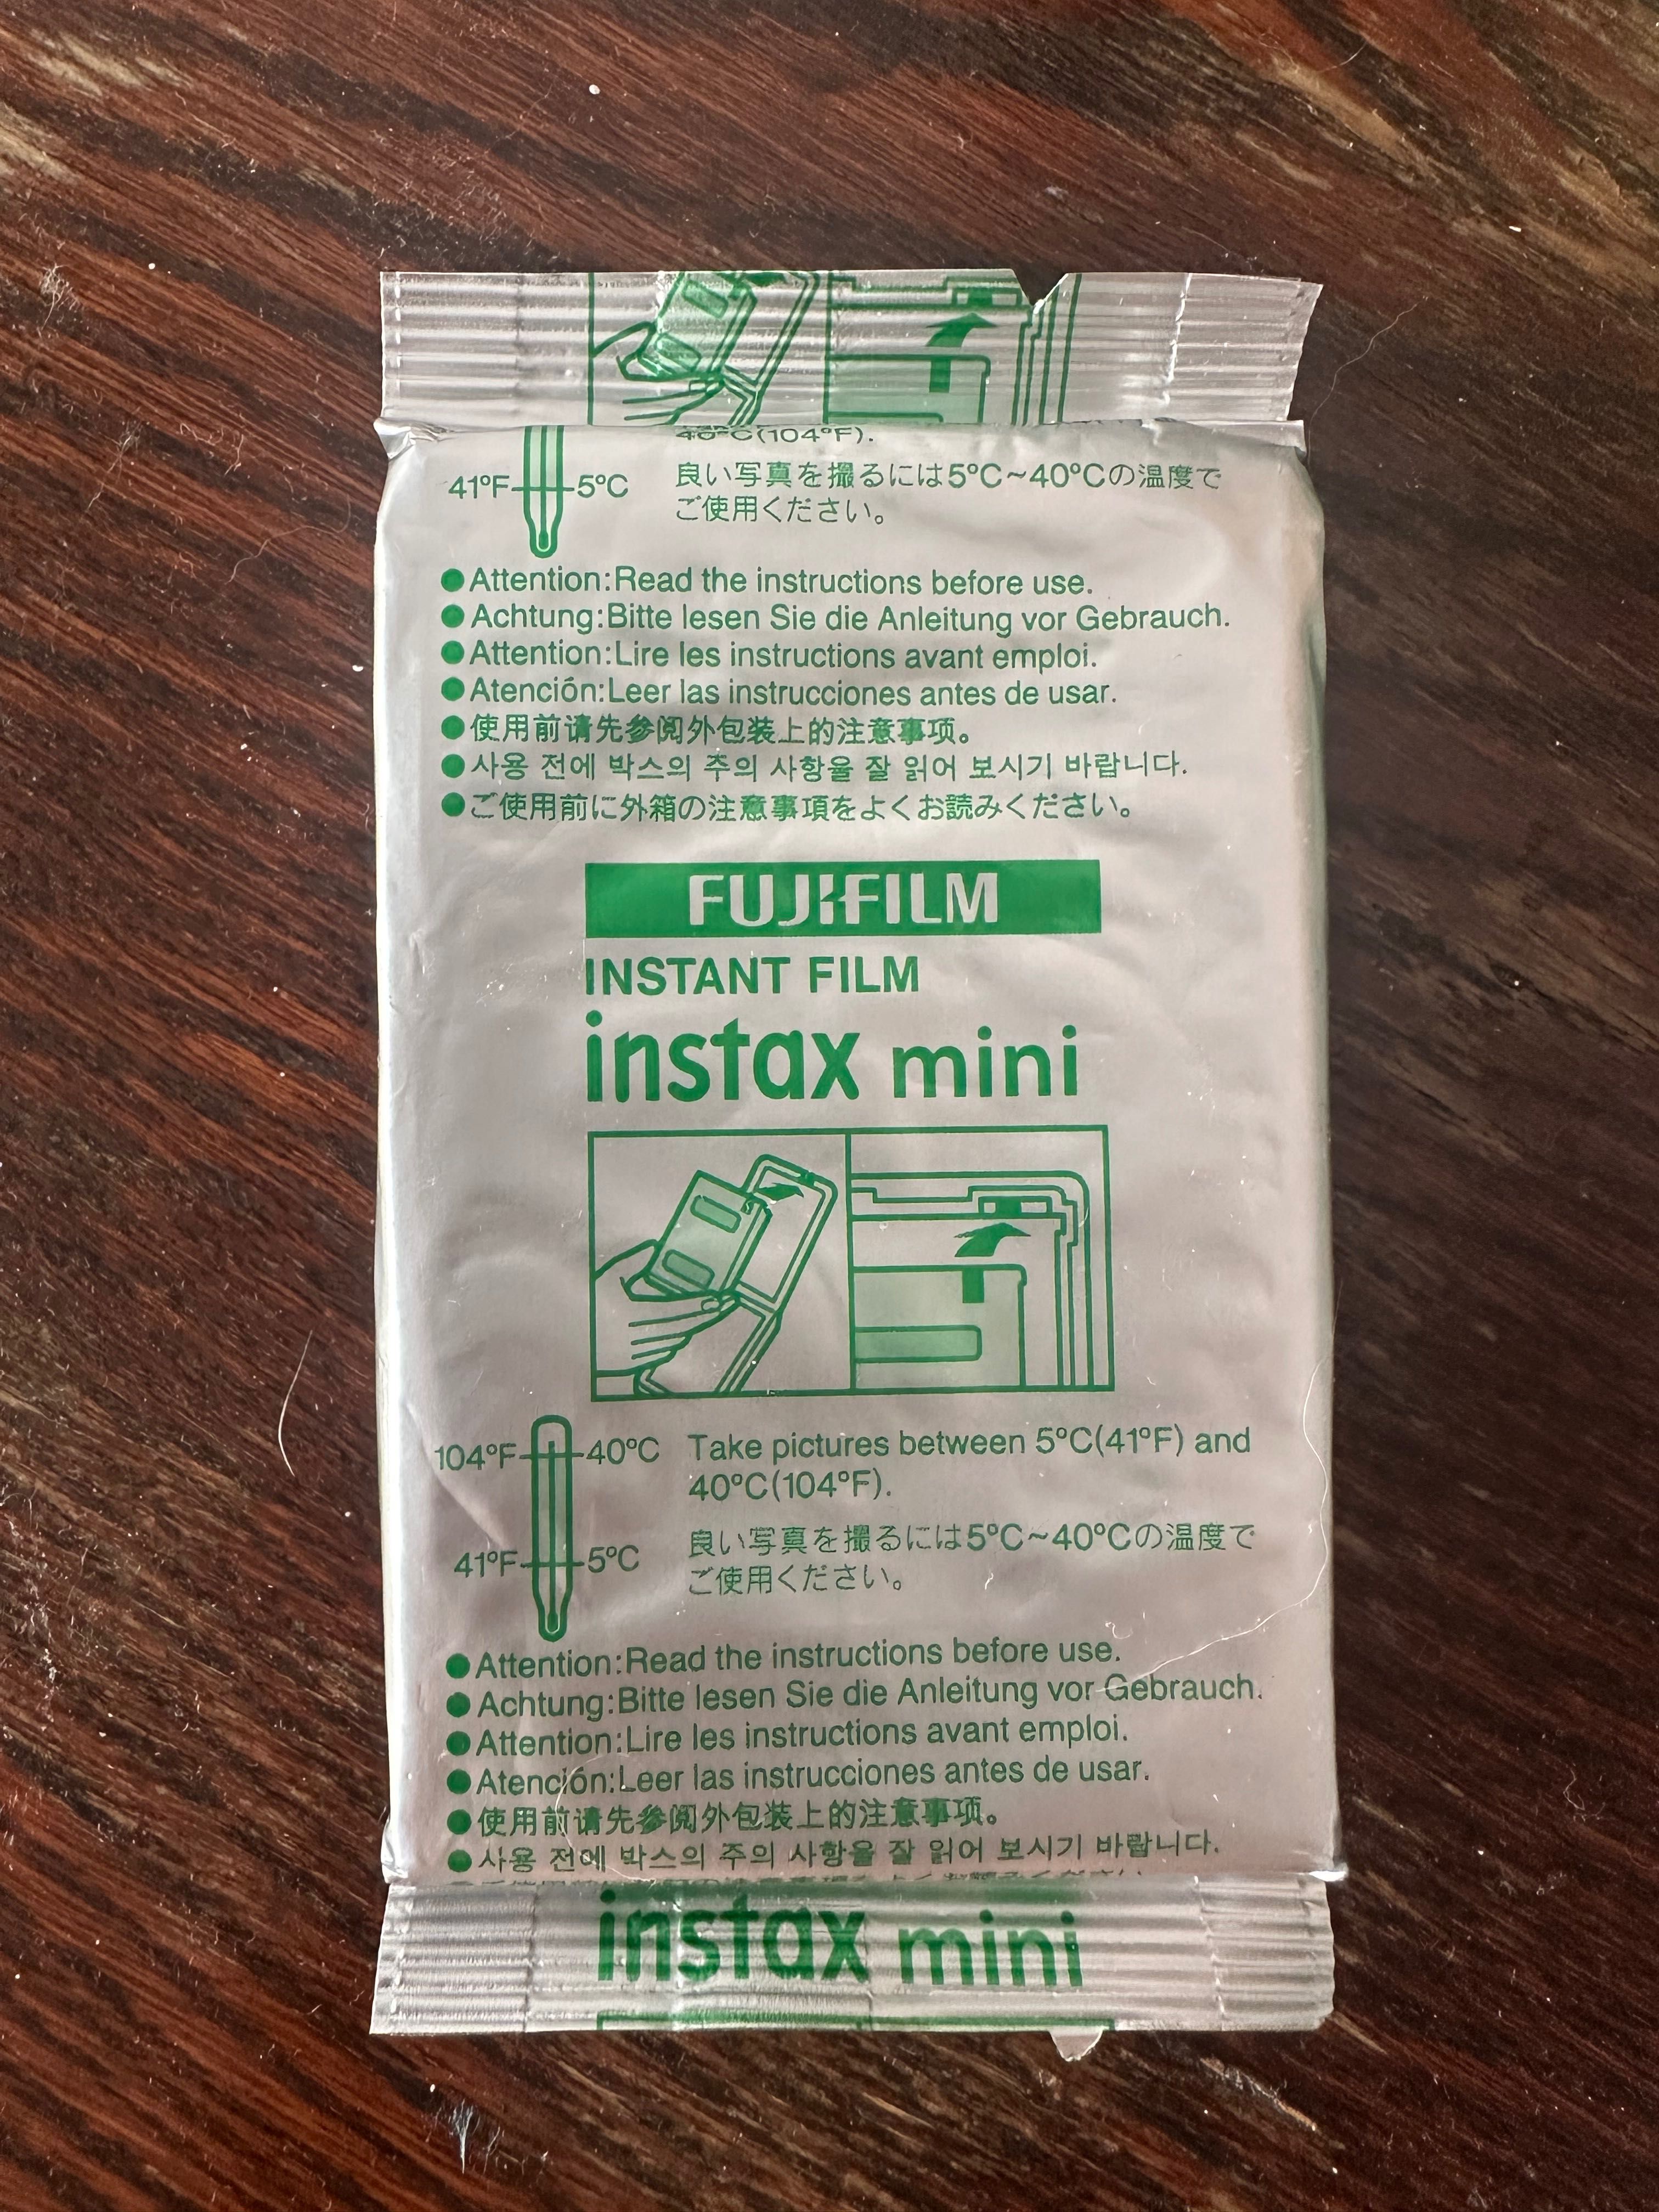 40°C(104°F).
41°F 5°C
良い写真を撮るには5°C~40°Cの温度で
ご使用ください。
●Attention:Read the instructions before use.
●Achtung:Bitte lesen Sie die Anleitung vor Gebrauch.
●Attention:Lire les instructions avant emploi.
●Atención:Leer las instrucciones antes de usar.
●使用前请先参阅外包装上的注意事项。
●사용 전에 박스의 주의 사항을 잘 읽어 보시기 바랍니다.
●ご使用前に外箱の注意事項をよくお読みください。
FUJIFILM
INSTANT FILM
instax mini
104°F 40°C
Take pictures between 5°C(41°F) and
40°C(104°F).
41°F 5°C
良い写真を撮るには5°C~40°Cの温度で
ご使用ください。
●Attention:Read the instructions before use.
●Achtung:Bitte lesen Sie die Anleitung vor Gebrauch.
●Attention:Lire les instructions avant emploi.
●Atención:Leer las instrucciones antes de usar.
●使用前请先参阅外包装上的注意事项。
●사용 전에 박스의 주의 사항을 잘 읽어 보시기 바랍니다.
instax mini